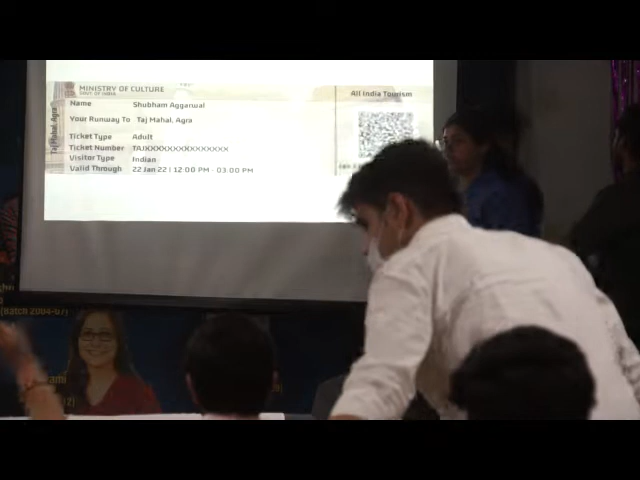 MINISTRY OF CULTURE
GOVT. OF INDIA
All India Tourism
Name Shubham Aggarwal
Your Runway To Taj Mahal, Agra
Ticket Type Adult
Ticket Number TAJXXXXXXXXXXXXXXX
Visitor Type Indian
Valid Through 22 Jan 22 | 12:00 PM - 03:00 PM
Taj Mahal, Agra
(Batch 2004-07)